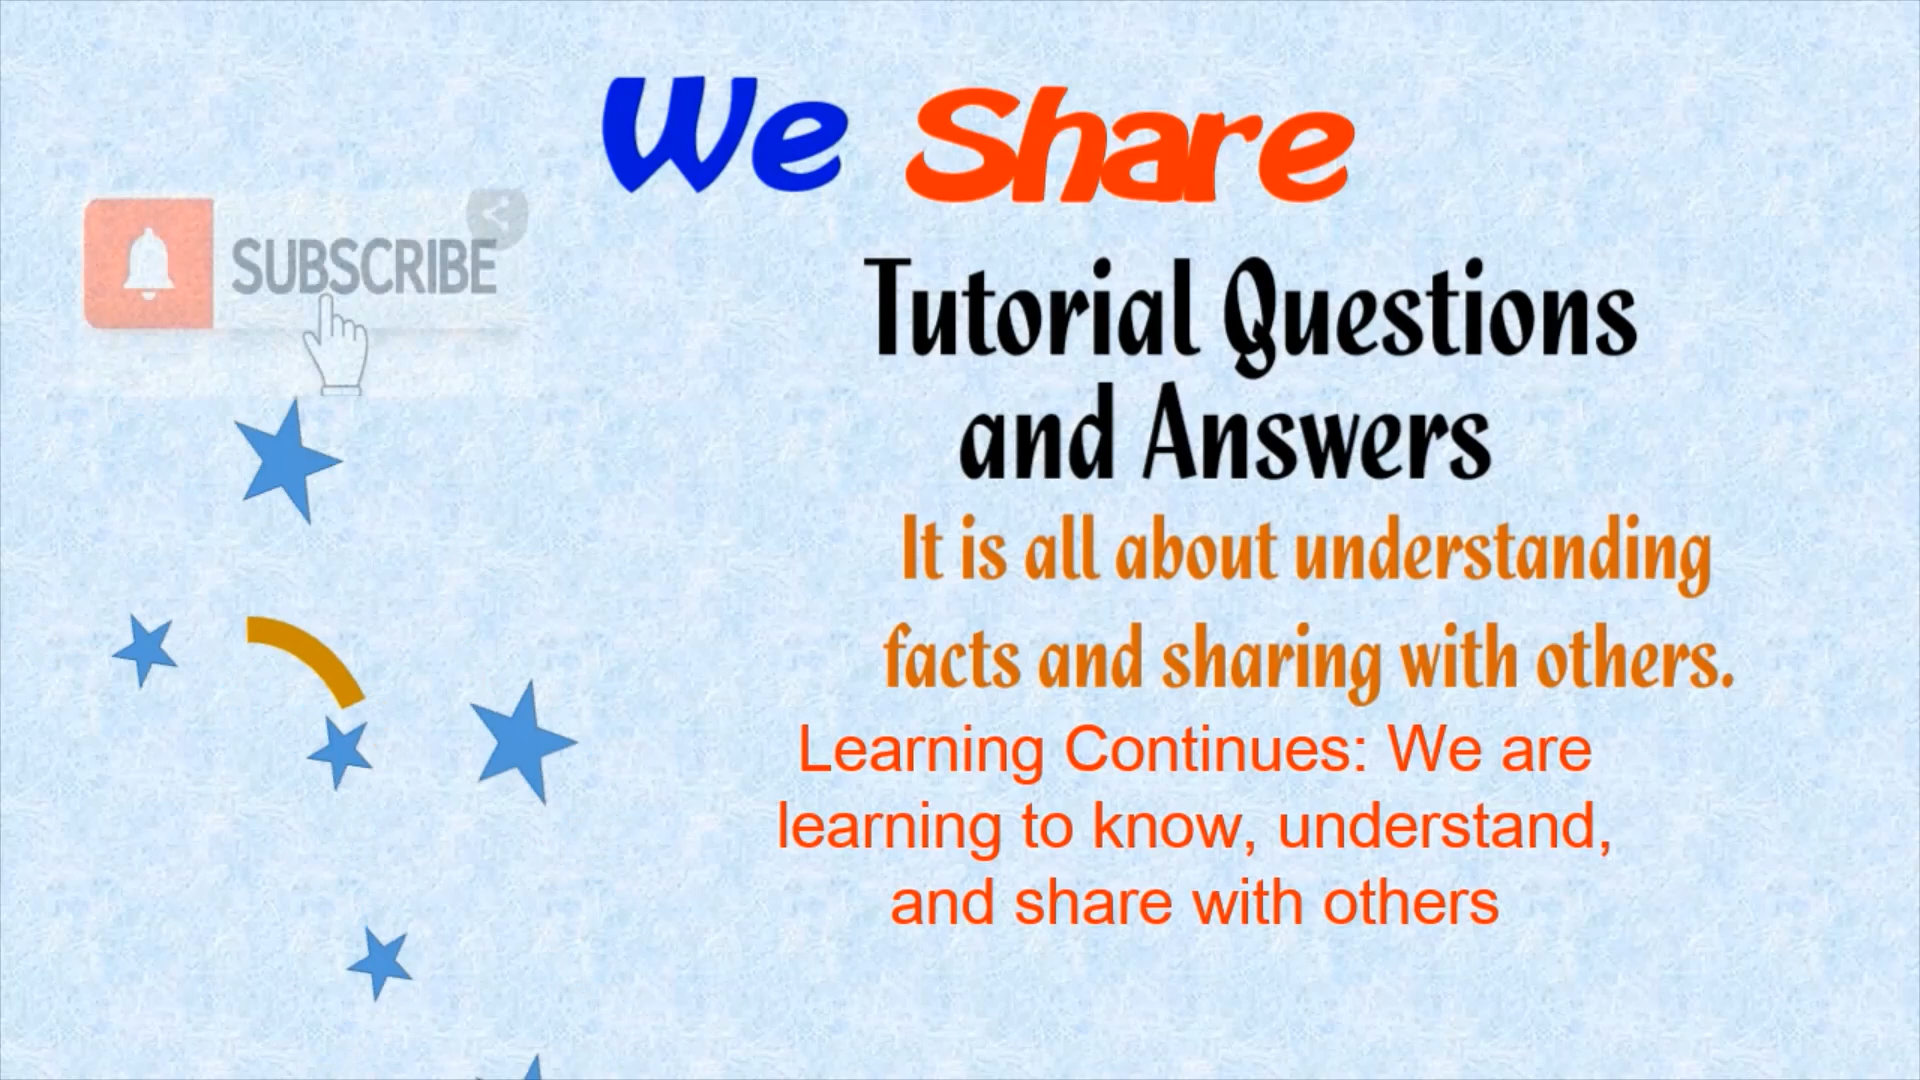 We Share
SUBSCRIBE
Tutorial Questions
and Answers
It is all about understanding
facts and sharing with others.
Learning Continues: We are
learning to know, understand,
and share with others